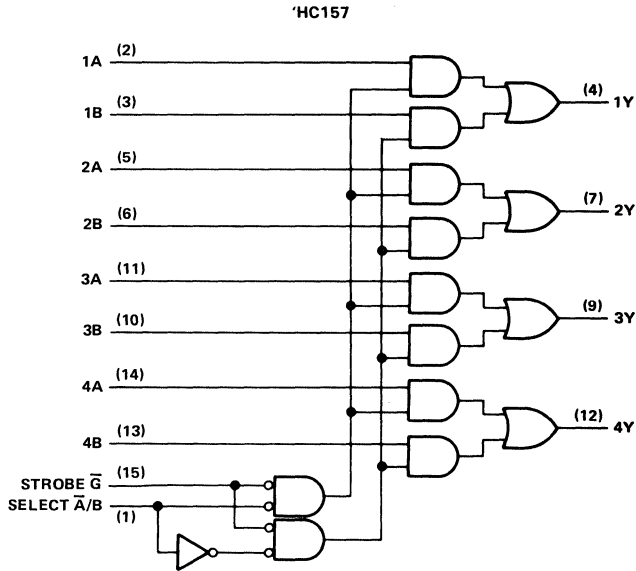 'HC157
1A (2)
(4) 1Y
1B (3)
2A (5)
(7) 2Y
2B (6)
3A (11)
(9) 3Y
3B (10)
4A (14)
(12) 4Y
4B (13)
STROBE G̅ (15)
SELECT A̅/B (1)